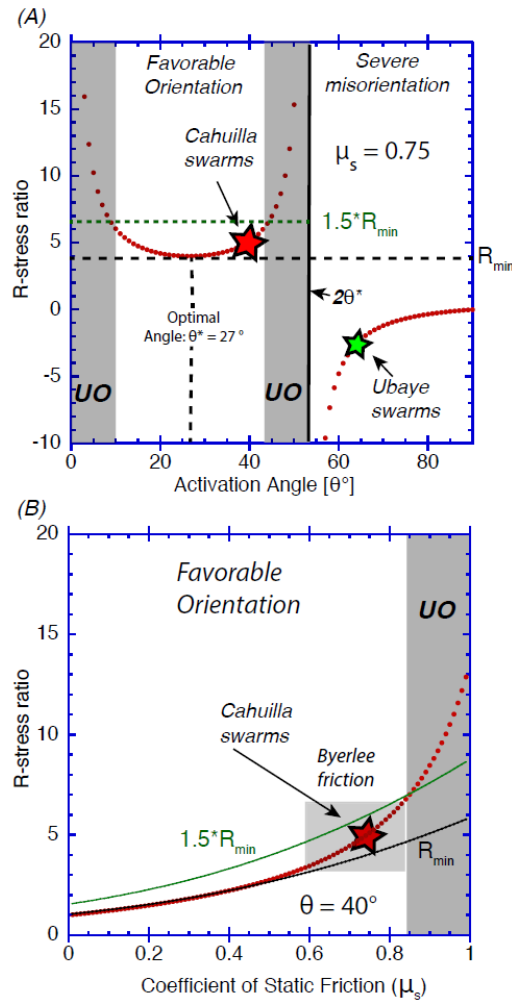 (A)
20
15
10
5
0
-5
-10
R-stress ratio
Favorable
Orientation
Severe
misorientation
Cahuilla
swarms
μs = 0.75
1.5*Rmin
Rmin
2θ*
Optimal
Angle: θ* = 27 °
UO
UO
Ubaye
swarms
0 20 40 60 80
Activation Angle [θ°]
(B)
20
15
10
5
0
R-stress ratio
Favorable
Orientation
UO
Cahuilla
swarms
Byerlee
friction
1.5*Rmin
Rmin
θ = 40°
0 0.2 0.4 0.6 0.8 1
Coefficient of Static Friction (μs)